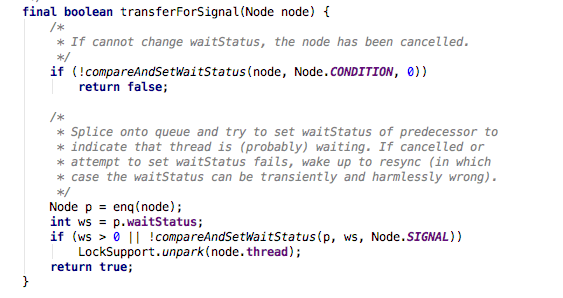 final boolean transferForSignal(Node node) {
/*
* If cannot change waitStatus, the node has been cancelled.
*/
if (!compareAndSetWaitStatus(node, Node.CONDITION, 0))
return false;
/*
* Splice onto queue and try to set waitStatus of predecessor to
* indicate that thread is (probably) waiting. If cancelled or
* attempt to set waitStatus fails, wake up to resync (in which
* case the waitStatus can be transiently and harmlessly wrong).
*/
Node p = enq(node);
int ws = p.waitStatus;
if (ws > 0 || !compareAndSetWaitStatus(p, ws, Node.SIGNAL))
LockSupport.unpark(node.thread);
return true;
}